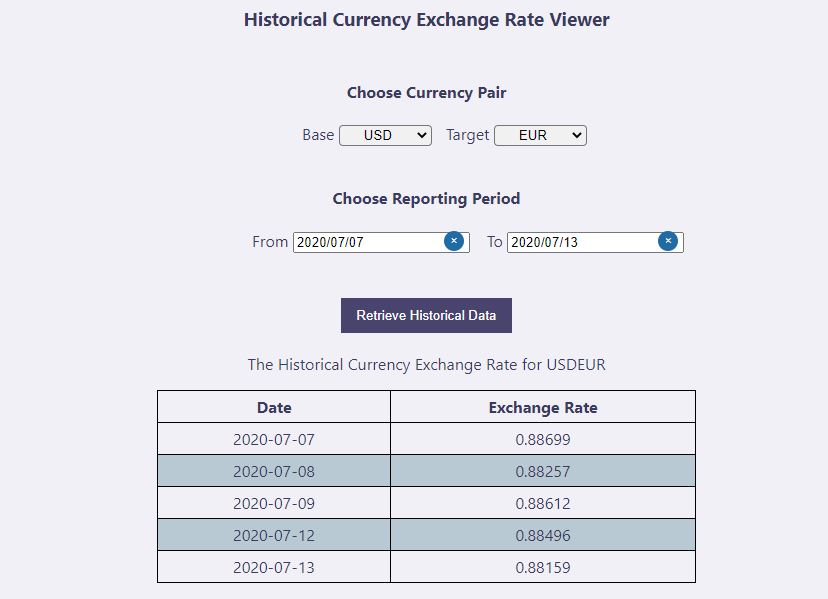 Historical Currency Exchange Rate Viewer
Choose Currency Pair
Base USD Target EUR
Choose Reporting Period
From 2020/07/07 To 2020/07/13
Retrieve Historical Data
The Historical Currency Exchange Rate for USDEUR
Date Exchange Rate
2020-07-07 0.88699
2020-07-08 0.88257
2020-07-09 0.88612
2020-07-12 0.88496
2020-07-13 0.88159